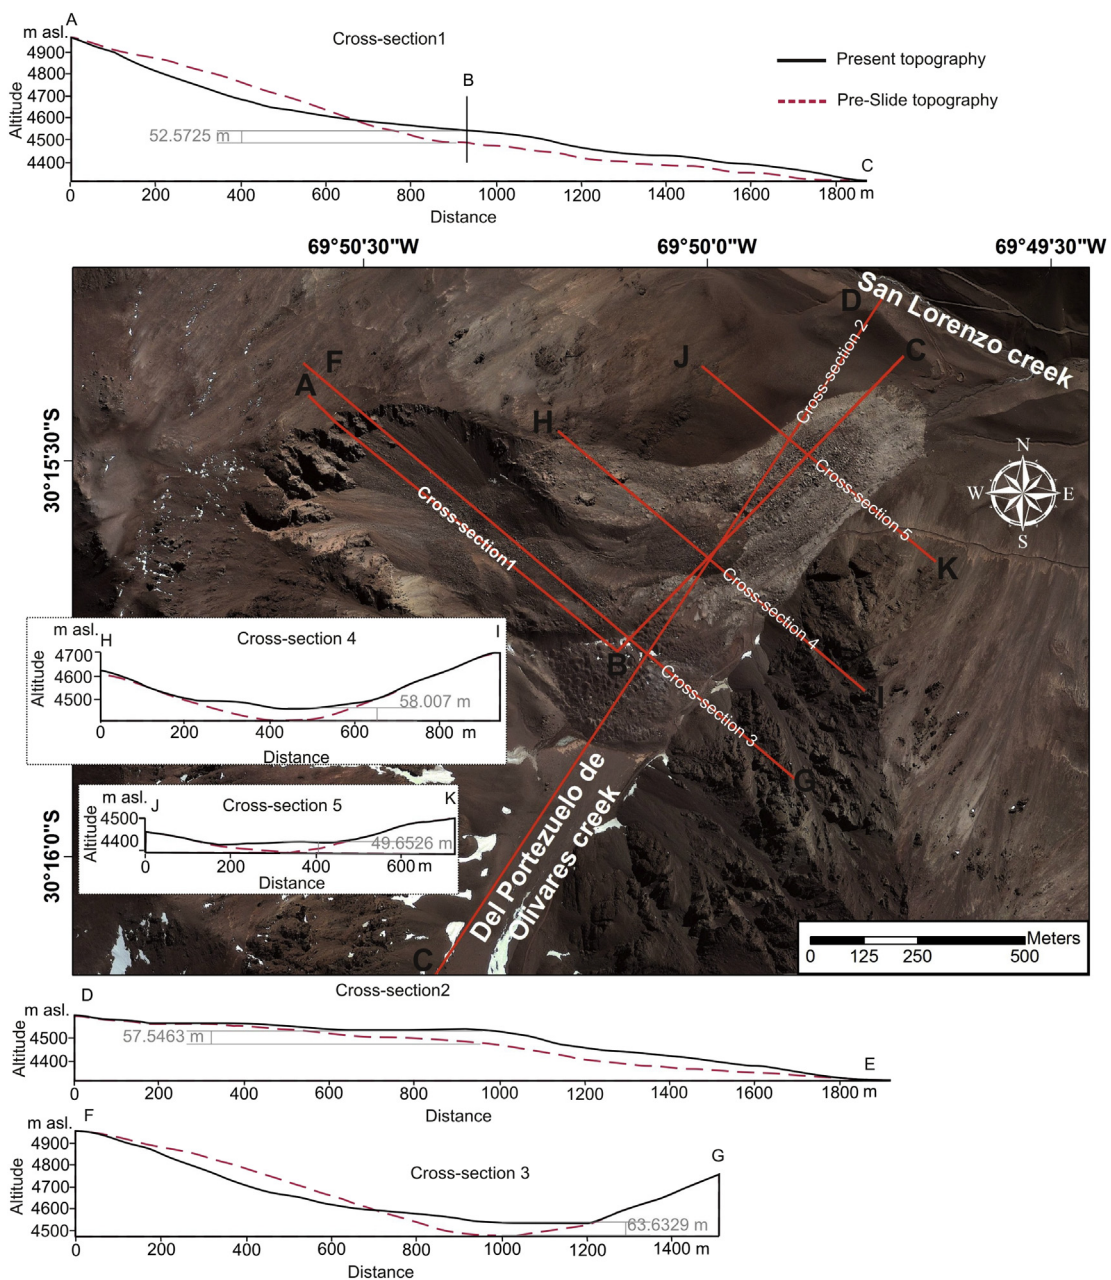 A
m asl.
Cross-section1
4900
4800
4700
4600
4500
4400
Altitude
B
52.5725 m
C
0
200
400
600
800
1000
1200
1400
1600
1800 m
Distance
Present topography
Pre-Slide topography
69°50'30"W
69°50'0"W
69°49'30"W
30°15'30"S
30°16'0"S
San Lorenzo creek
D
Cross-section 2
C
J
F
A
H
N
W
E
S
Cross-section1
Cross-section 5
K
Cross-section 4
I
B
Cross-section 3
G
Del Portezuelo de
Olivares creek
C
Meters
0
125
250
500
m asl.
H
Cross-section 4
I
4700
4600
4500
Altitude
58.007 m
0
200
400
600
800
m
Distance
m asl.
J
Cross-section 5
K
4500
4400
Altitude
49.6526 m
0
200
400
600 m
Distance
Cross-section2
D
m asl.
4500
4400
Altitude
57.5463 m
E
0
200
400
600
800
1000
1200
1400
1600
1800 m
Distance
F
m asl.
4900
4800
4700
4600
4500
Altitude
Cross-section 3
G
63.6329 m
0
200
400
600
800
1000
1200
1400 m
Distance